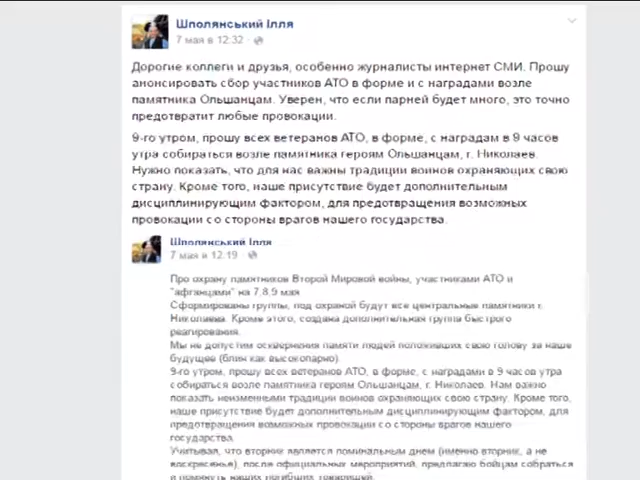 Шполянський Ілля
7 мая в 12:32
Дорогие коллеги и друзья, особенно журналисты интернет СМИ. Прошу
анонсировать сбор участников АТО в форме и с наградами возле
памятника Ольшанцам. Уверен, что если парней будет много, это точно
предотвратит любые провокации.
9-го утром, прошу всех ветеранов АТО, в форме, с наградам в 9 часов
утра собираться возле памятника героям Ольшанцам, г. Николаев.
Нужно показать, что для нас важны традиции воинов охраняющих свою
страну. Кроме того, наше присутствие будет дополнительным
дисциплинирующим фактором, для предотвращения возможных
провокации со стороны врагов нашего государства.
Шполянський Ілля
7 мая в 12:19
Про охрану памятников Второй Мировой войны, участниками АТО и
"афганцами" на 7,8,9 мая
Сформированы группы, под охраной будут все центральные памятники г.
Николаева. Кроме этого, создана дополнительная группа быстрого
реагирования.
Мы не допустим осквернения памяти людей положивших свою голову за наше
будущее (блин как высокопарно).
9-го утром, прошу всех ветеранов АТО, в форме, с наградами в 9 часов утра
собираться возле памятника героям Ольшанцам, г. Николаев. Нам важно
показать неизменными традиции воинов охраняющих свою страну. Кроме того,
наше присутствие будет дополнительным дисциплинирующим фактором, для
предотвращения возможных провокации со стороны врагов нашего
государства.
Учитывая, что вторник является поминальным днем (именно вторник, а не
воскресенье), после официальных мероприятий, предлагаю бойцам собраться
и помянуть наших погибших товарищей.